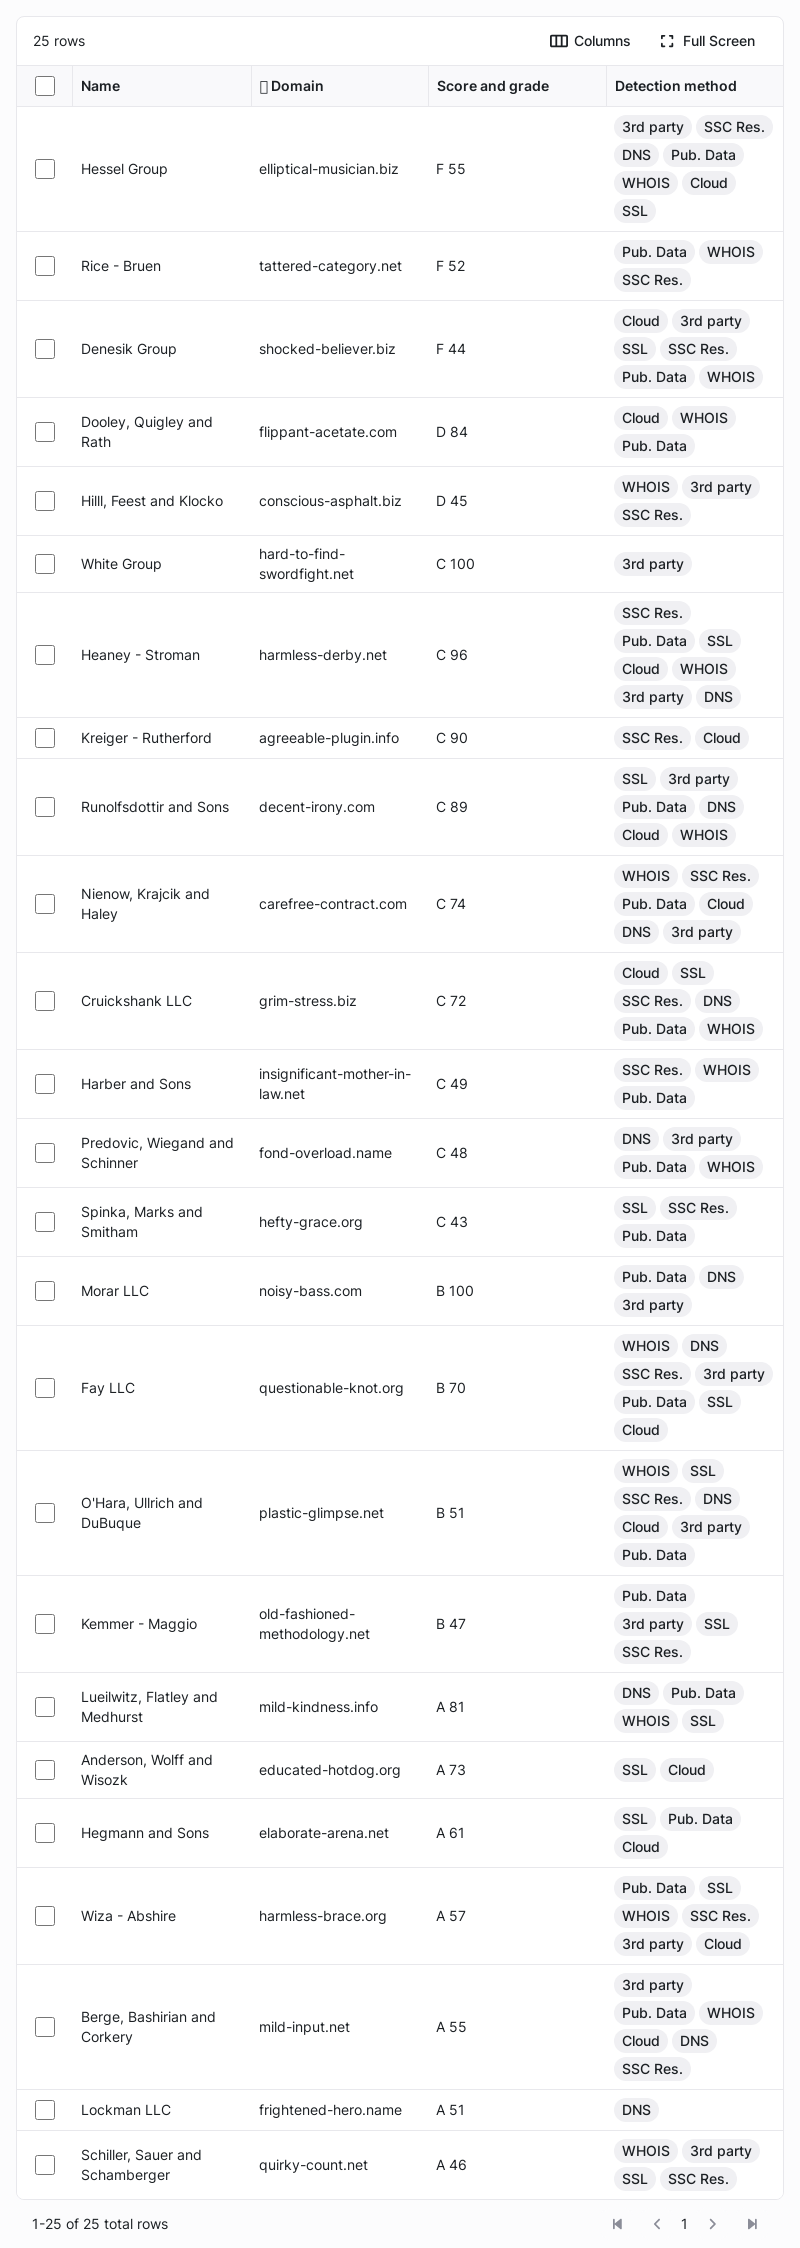 25 rows
Columns
Full Screen
Name
Domain
Score and grade
Detection method
Hessel Group
elliptical-musician.biz
F 55
3rd party SSC Res.
DNS Pub. Data
WHOIS Cloud
SSL
Rice - Bruen
tattered-category.net
F 52
Pub. Data WHOIS
SSC Res.
Denesik Group
shocked-believer.biz
F 44
Cloud 3rd party
SSL SSC Res.
Pub. Data WHOIS
Dooley, Quigley and
Rath
flippant-acetate.com
D 84
Cloud WHOIS
Pub. Data
Hilll, Feest and Klocko
conscious-asphalt.biz
D 45
WHOIS 3rd party
SSC Res.
White Group
hard-to-find-
swordfight.net
C 100
3rd party
Heaney - Stroman
harmless-derby.net
C 96
SSC Res.
Pub. Data SSL
Cloud WHOIS
3rd party DNS
Kreiger - Rutherford
agreeable-plugin.info
C 90
SSC Res. Cloud
Runolfsdottir and Sons
decent-irony.com
C 89
SSL 3rd party
Pub. Data DNS
Cloud WHOIS
Nienow, Krajcik and
Haley
carefree-contract.com
C 74
WHOIS SSC Res.
Pub. Data Cloud
DNS 3rd party
Cruickshank LLC
grim-stress.biz
C 72
Cloud SSL
SSC Res. DNS
Pub. Data WHOIS
Harber and Sons
insignificant-mother-in-
law.net
C 49
SSC Res. WHOIS
Pub. Data
Predovic, Wiegand and
Schinner
fond-overload.name
C 48
DNS 3rd party
Pub. Data WHOIS
Spinka, Marks and
Smitham
hefty-grace.org
C 43
SSL SSC Res.
Pub. Data
Morar LLC
noisy-bass.com
B 100
Pub. Data DNS
3rd party
Fay LLC
questionable-knot.org
B 70
WHOIS DNS
SSC Res. 3rd party
Pub. Data SSL
Cloud
O'Hara, Ullrich and
DuBuque
plastic-glimpse.net
B 51
WHOIS SSL
SSC Res. DNS
Cloud 3rd party
Pub. Data
Kemmer - Maggio
old-fashioned-
methodology.net
B 47
Pub. Data
3rd party SSL
SSC Res.
Lueilwitz, Flatley and
Medhurst
mild-kindness.info
A 81
DNS Pub. Data
WHOIS SSL
Anderson, Wolff and
Wisozk
educated-hotdog.org
A 73
SSL Cloud
Hegmann and Sons
elaborate-arena.net
A 61
SSL Pub. Data
Cloud
Wiza - Abshire
harmless-brace.org
A 57
Pub. Data SSL
WHOIS SSC Res.
3rd party Cloud
Berge, Bashirian and
Corkery
mild-input.net
A 55
3rd party
Pub. Data WHOIS
Cloud DNS
SSC Res.
Lockman LLC
frightened-hero.name
A 51
DNS
Schiller, Sauer and
Schamberger
quirky-count.net
A 46
WHOIS 3rd party
SSL SSC Res.
1-25 of 25 total rows
1